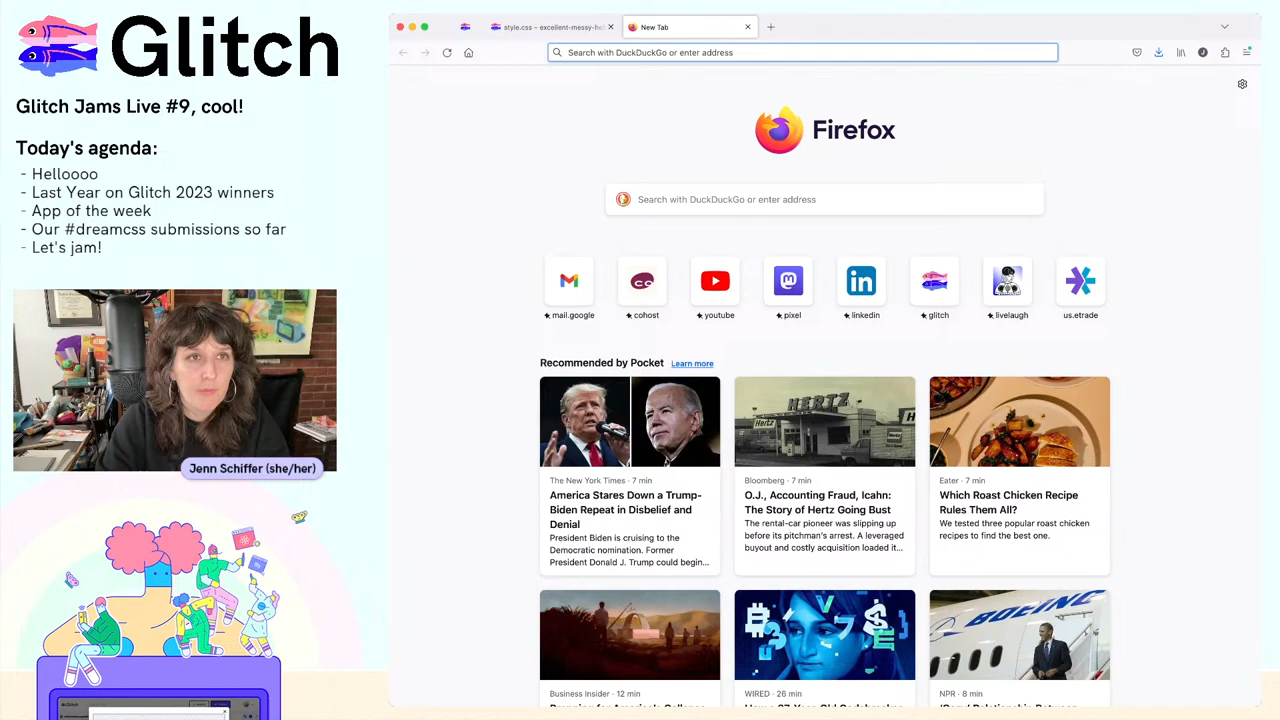 Glitch
Glitch Jams Live #9, cool!
Today's agenda:
- Helloooo
- Last Year on Glitch 2023 winners
- App of the week
- Our #dreamcss submissions so far
- Let's jam!
Jenn Schiffer (she/her)
style.css – excellent-messy-hel
New Tab
Search with DuckDuckGo or enter address
Firefox
Search with DuckDuckGo or enter address
mail.google
cohost
youtube
pixel
linkedin
glitch
livelaugh
us.etrade
Recommended by Pocket Learn more
The New York Times · 7 min
America Stares Down a Trump-
Biden Repeat in Disbelief and
Denial
President Biden is cruising to the
Democratic nomination. Former
President Donald J. Trump could begin...
HERTZ
Bloomberg · 7 min
O.J., Accounting Fraud, Icahn:
The Story of Hertz Going Bust
The rental-car pioneer was slipping up
before its pitchman's arrest. A leveraged
buyout and costly acquisition loaded it...
Eater · 7 min
Which Roast Chicken Recipe
Rules Them All?
We tested three popular roast chicken
recipes to find the best one.
Business Insider · 12 min
WIRED · 26 min
BOEING
NPR · 8 min